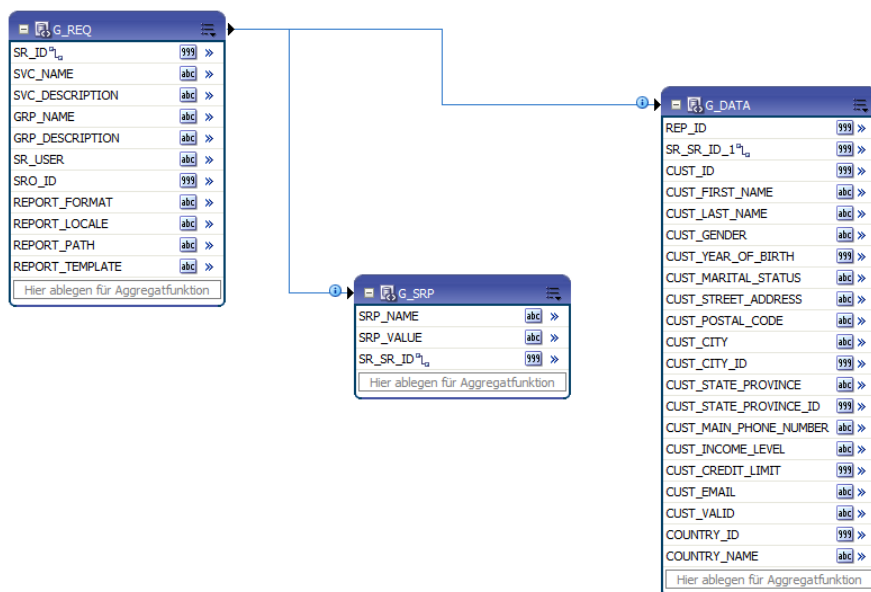 G_REQ
SR_ID 999
SVC_NAME abc
SVC_DESCRIPTION abc
GRP_NAME abc
GRP_DESCRIPTION abc
SR_USER abc
SRO_ID 999
REPORT_FORMAT abc
REPORT_LOCALE abc
REPORT_PATH abc
REPORT_TEMPLATE abc
Hier ablegen für Aggregatfunktion
G_SRP
SRP_NAME abc
SRP_VALUE abc
SR_SR_ID 999
Hier ablegen für Aggregatfunktion
G_DATA
REP_ID 999
SR_SR_ID_1 999
CUST_ID 999
CUST_FIRST_NAME abc
CUST_LAST_NAME abc
CUST_GENDER abc
CUST_YEAR_OF_BIRTH 999
CUST_MARITAL_STATUS abc
CUST_STREET_ADDRESS abc
CUST_POSTAL_CODE abc
CUST_CITY abc
CUST_CITY_ID 999
CUST_STATE_PROVINCE abc
CUST_STATE_PROVINCE_ID 999
CUST_MAIN_PHONE_NUMBER abc
CUST_INCOME_LEVEL abc
CUST_CREDIT_LIMIT 999
CUST_EMAIL abc
CUST_VALID abc
COUNTRY_ID 999
COUNTRY_NAME abc
Hier ablegen für Aggregatfunktion